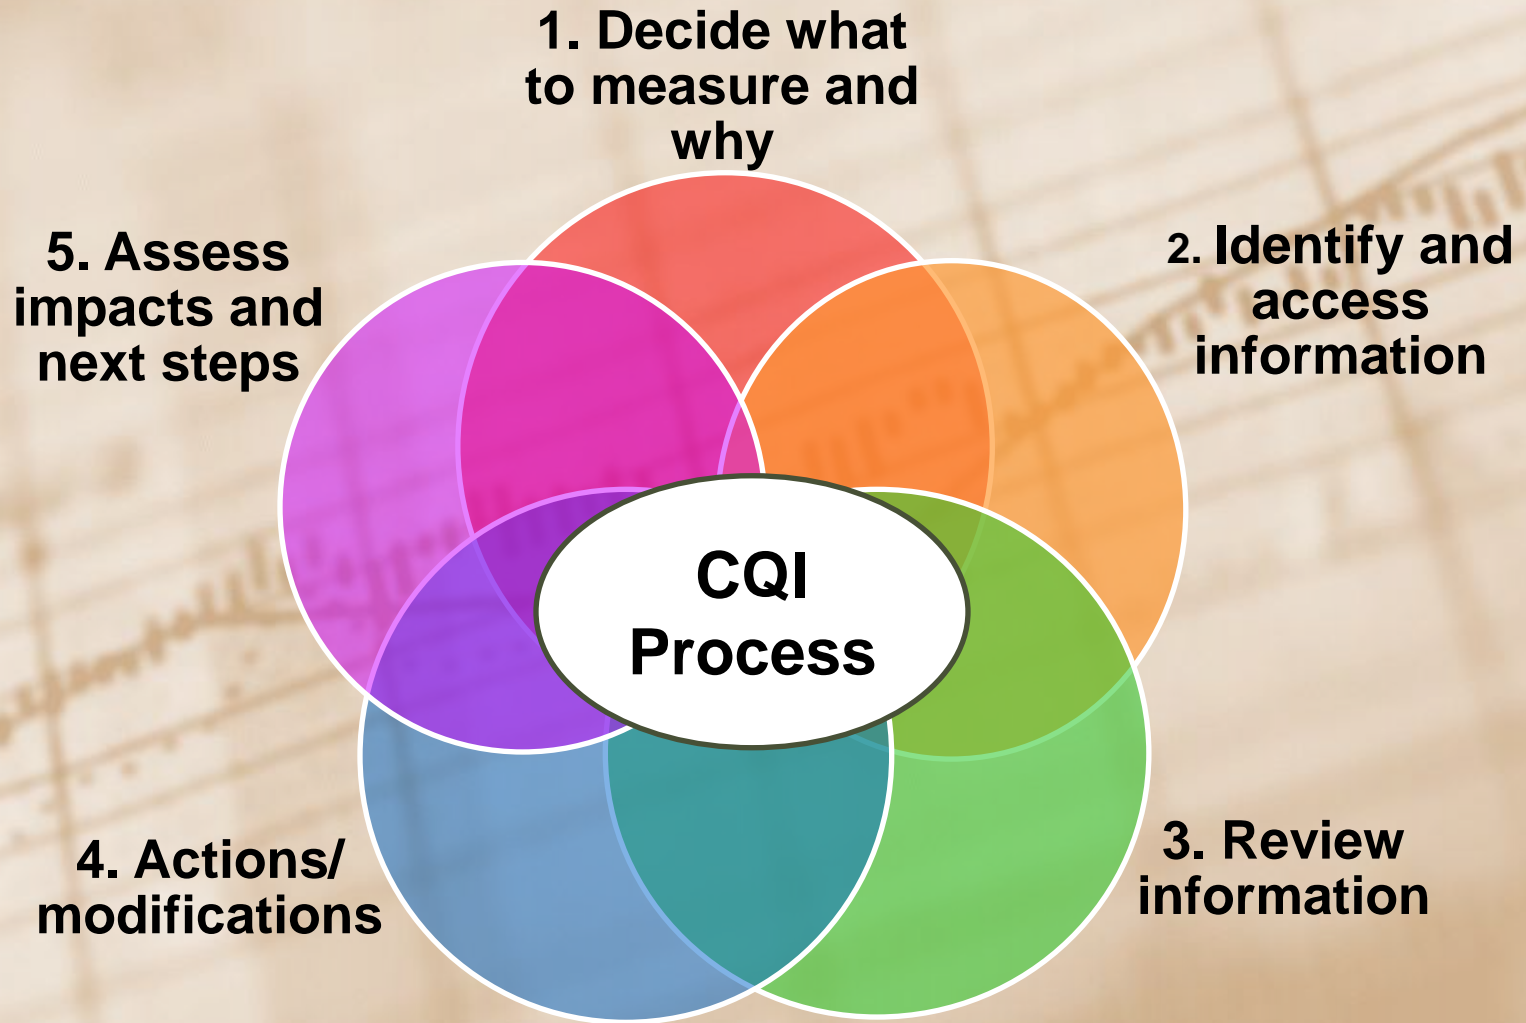 1. Decide what
to measure and
why
2. Identify and
access
information
3. Review
information
4. Actions/
modifications
5. Assess
impacts and
next steps
CQI
Process